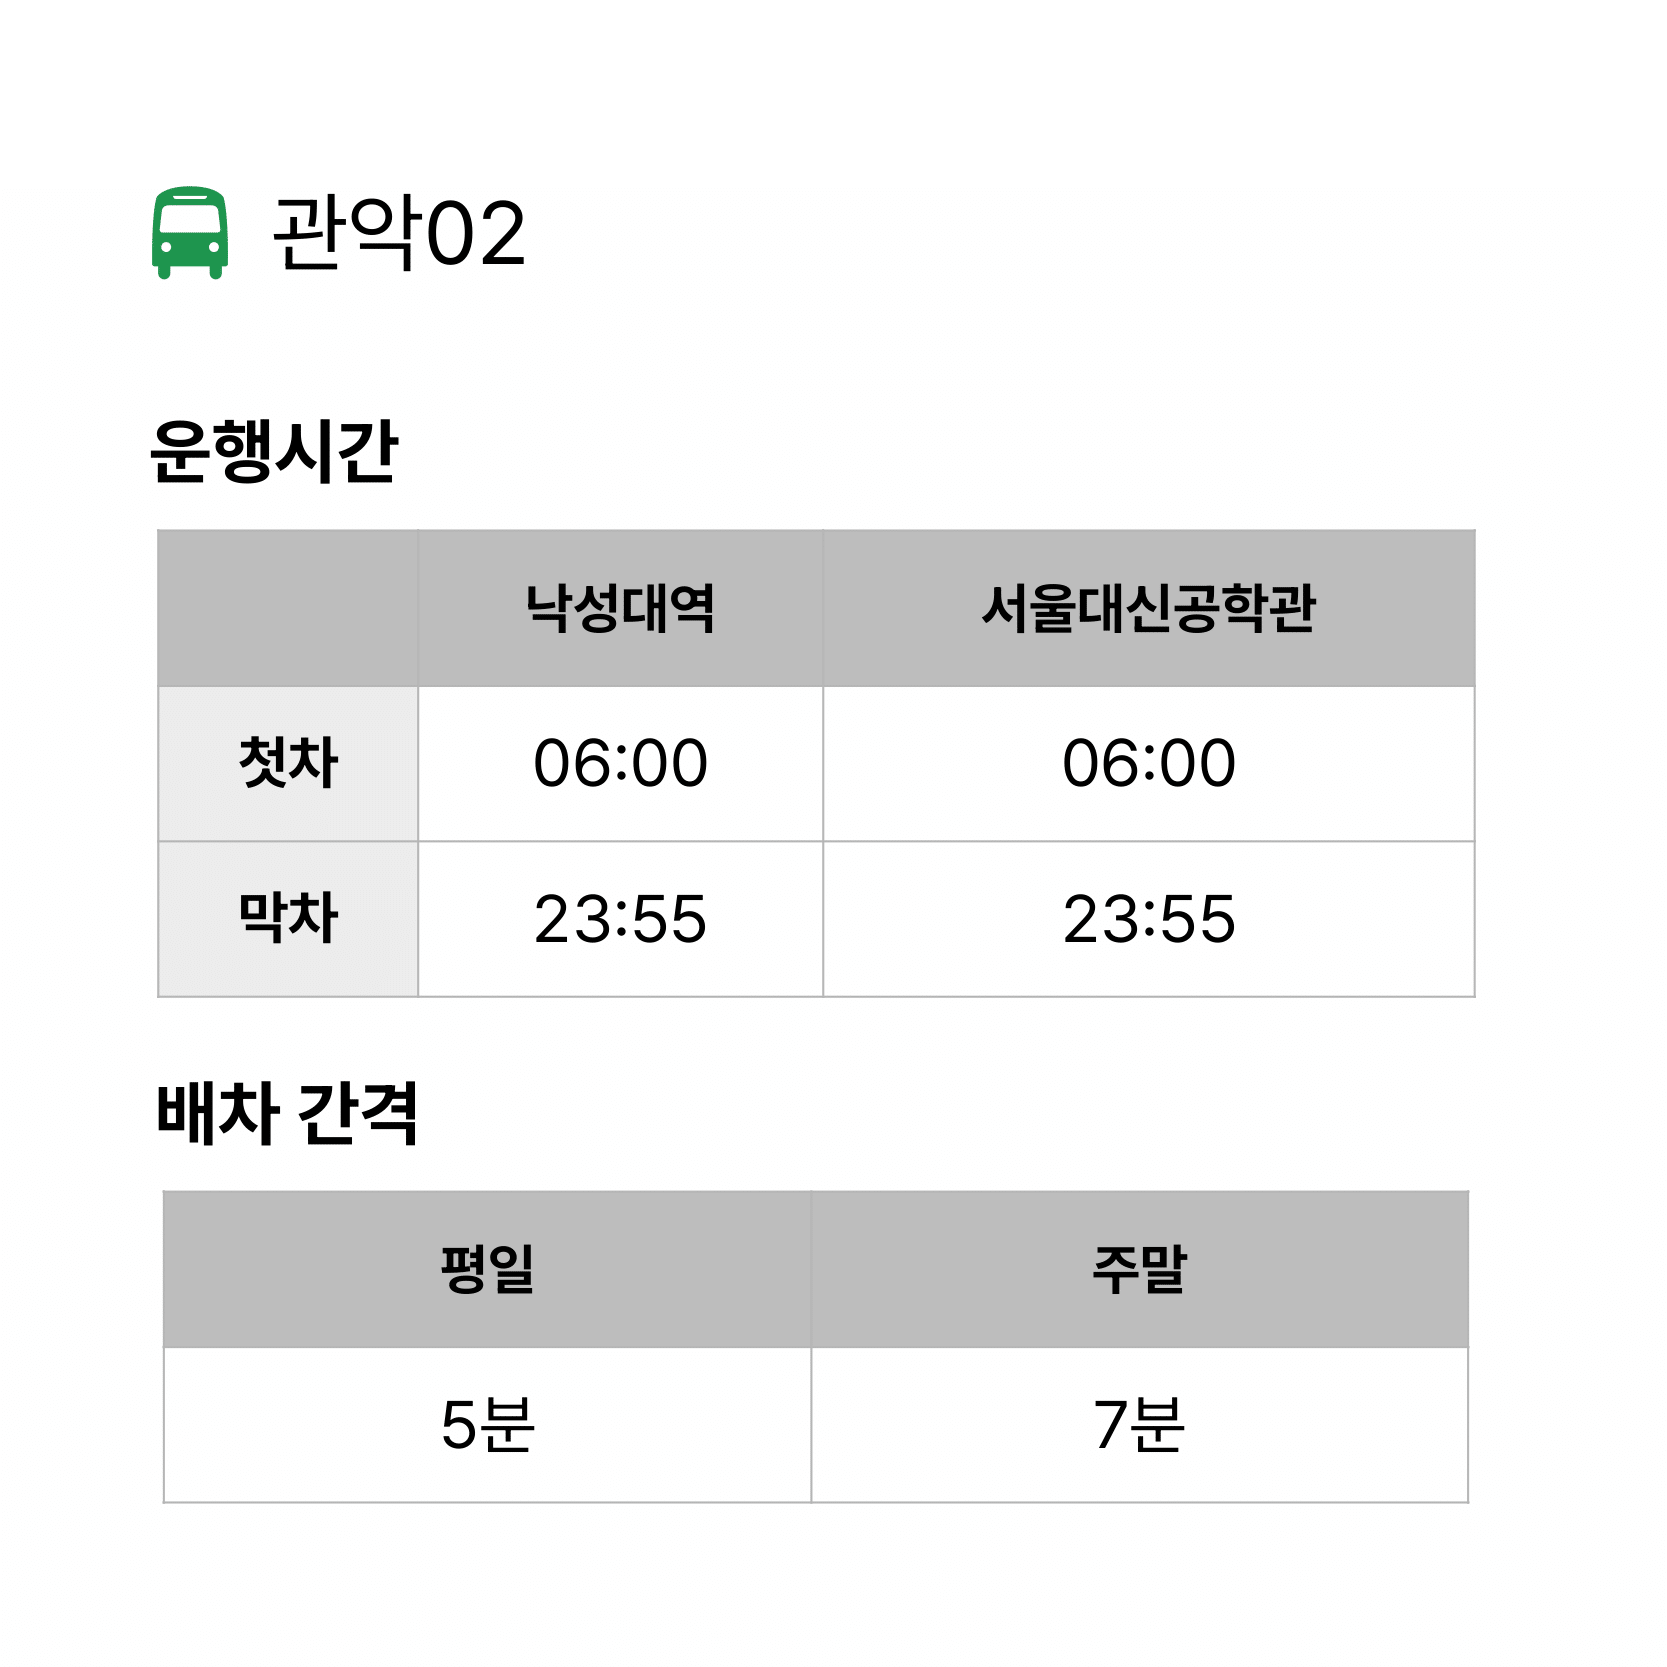 관악02
운행시간
낙성대역 서울대신공학관
첫차 06:00 06:00
막차 23:55 23:55
배차 간격
평일 주말
5분 7분